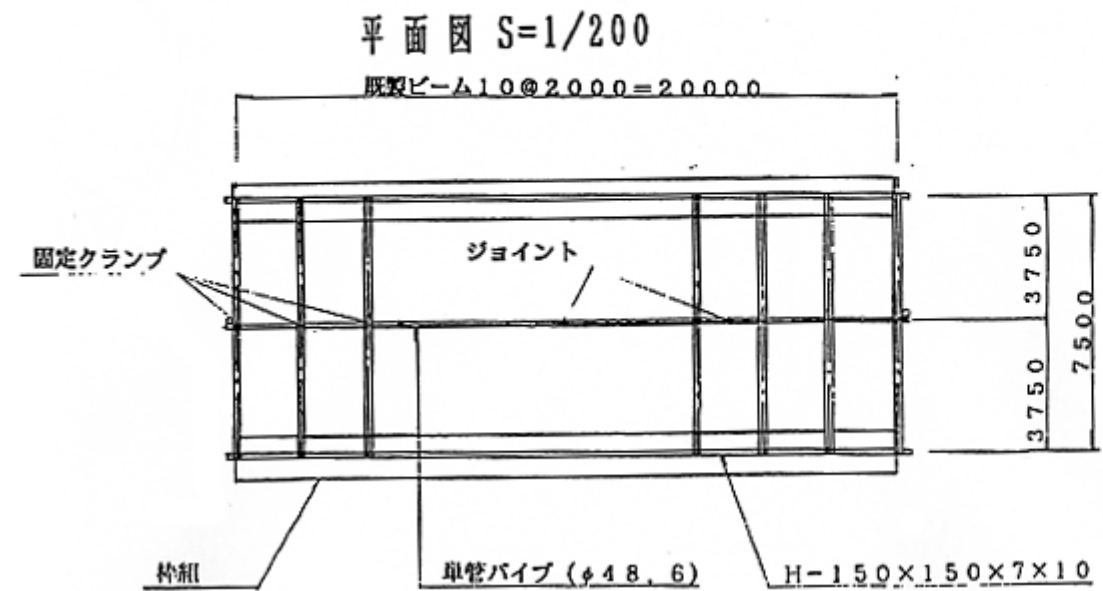 平面図 S=1/200
既製ビーム10@2000=20000
固定クランプ
ジョイント
3750
3750
7500
枠組
単管パイプ(φ48.6)
H-150×150×7×10